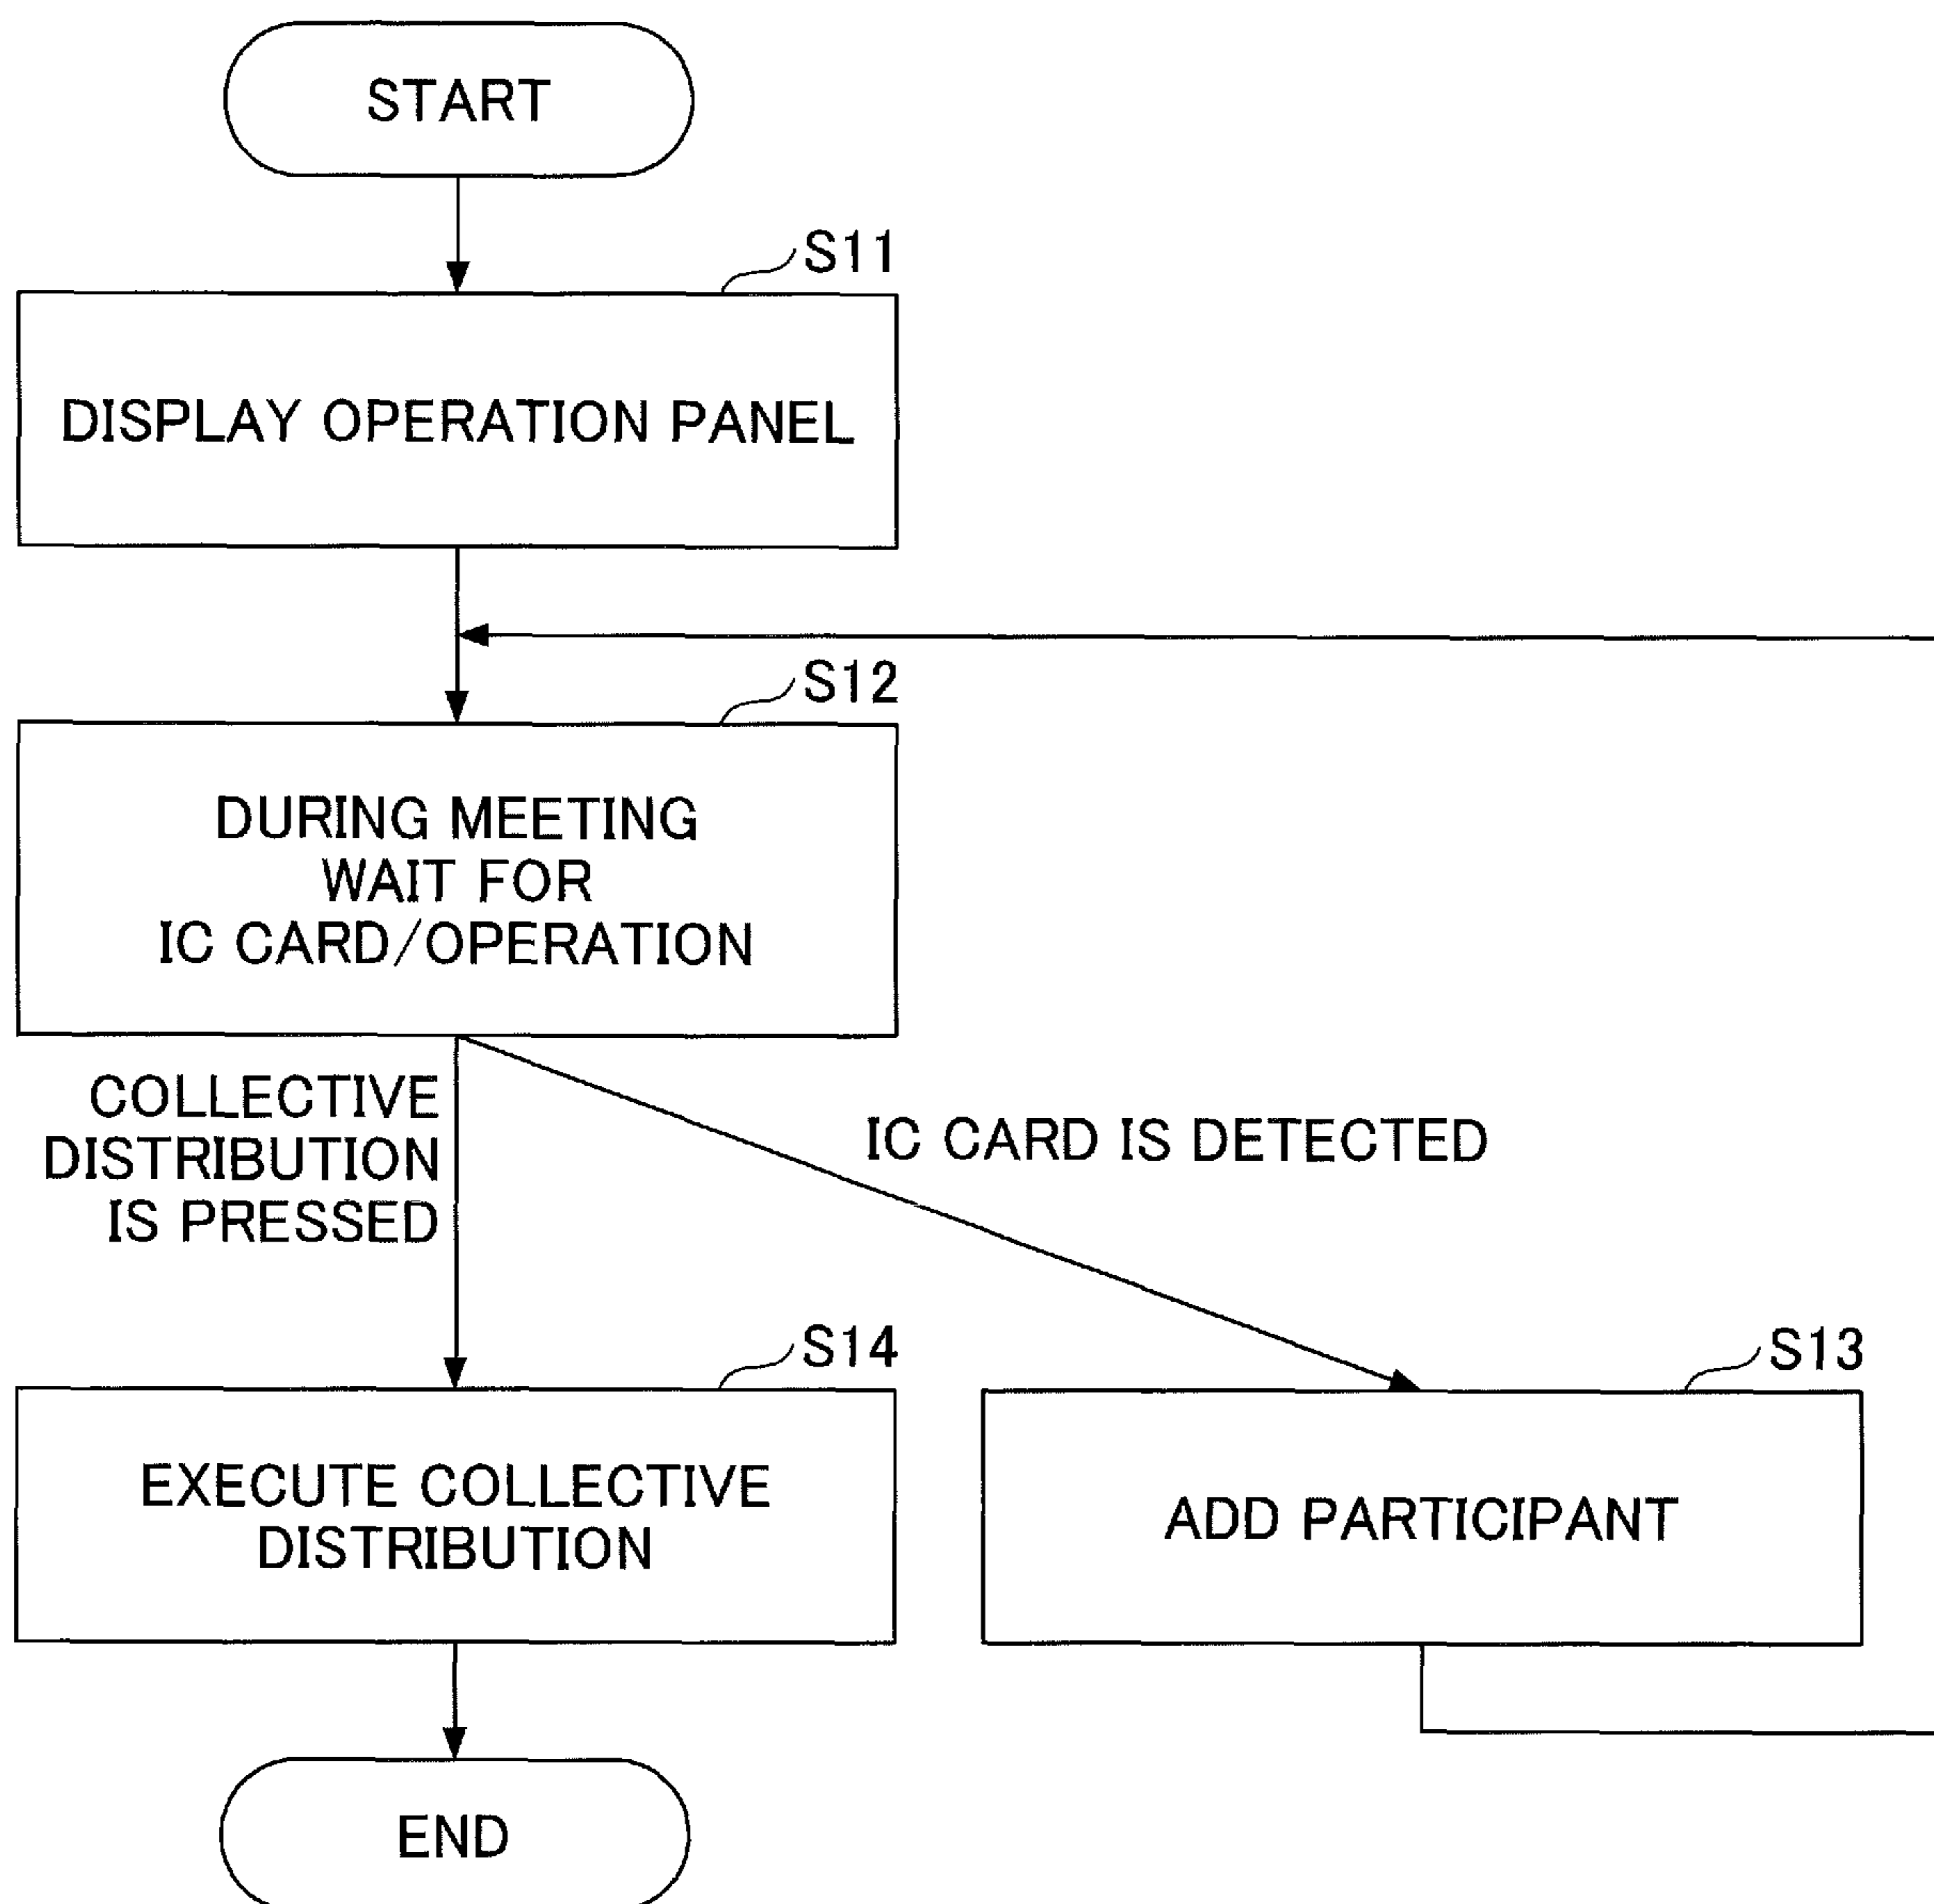 START
S11
DISPLAY OPERATION PANEL
S12
DURING MEETING
WAIT FOR
IC CARD/OPERATION
COLLECTIVE
DISTRIBUTION
IS PRESSED
IC CARD IS DETECTED
S14
EXECUTE COLLECTIVE
DISTRIBUTION
S13
ADD PARTICIPANT
END